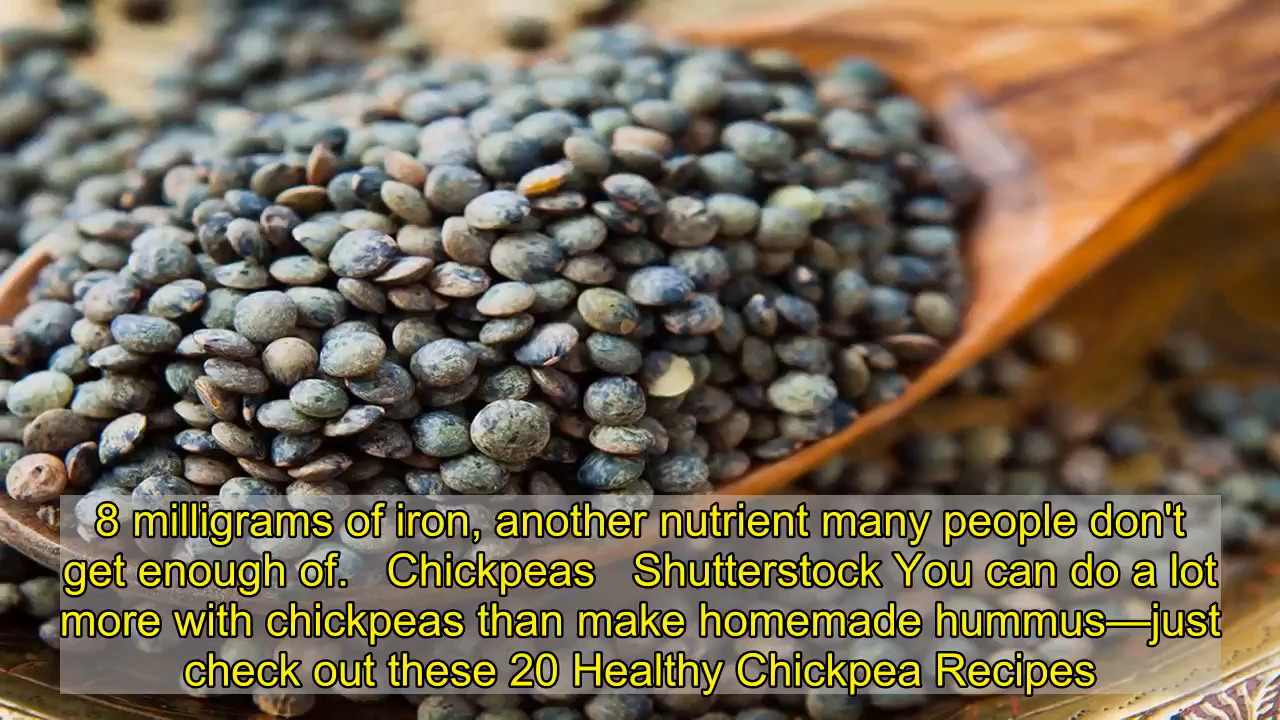 8 milligrams of iron, another nutrient many people don't
get enough of.   Chickpeas   Shutterstock You can do a lot
more with chickpeas than make homemade hummus—just
check out these 20 Healthy Chickpea Recipes